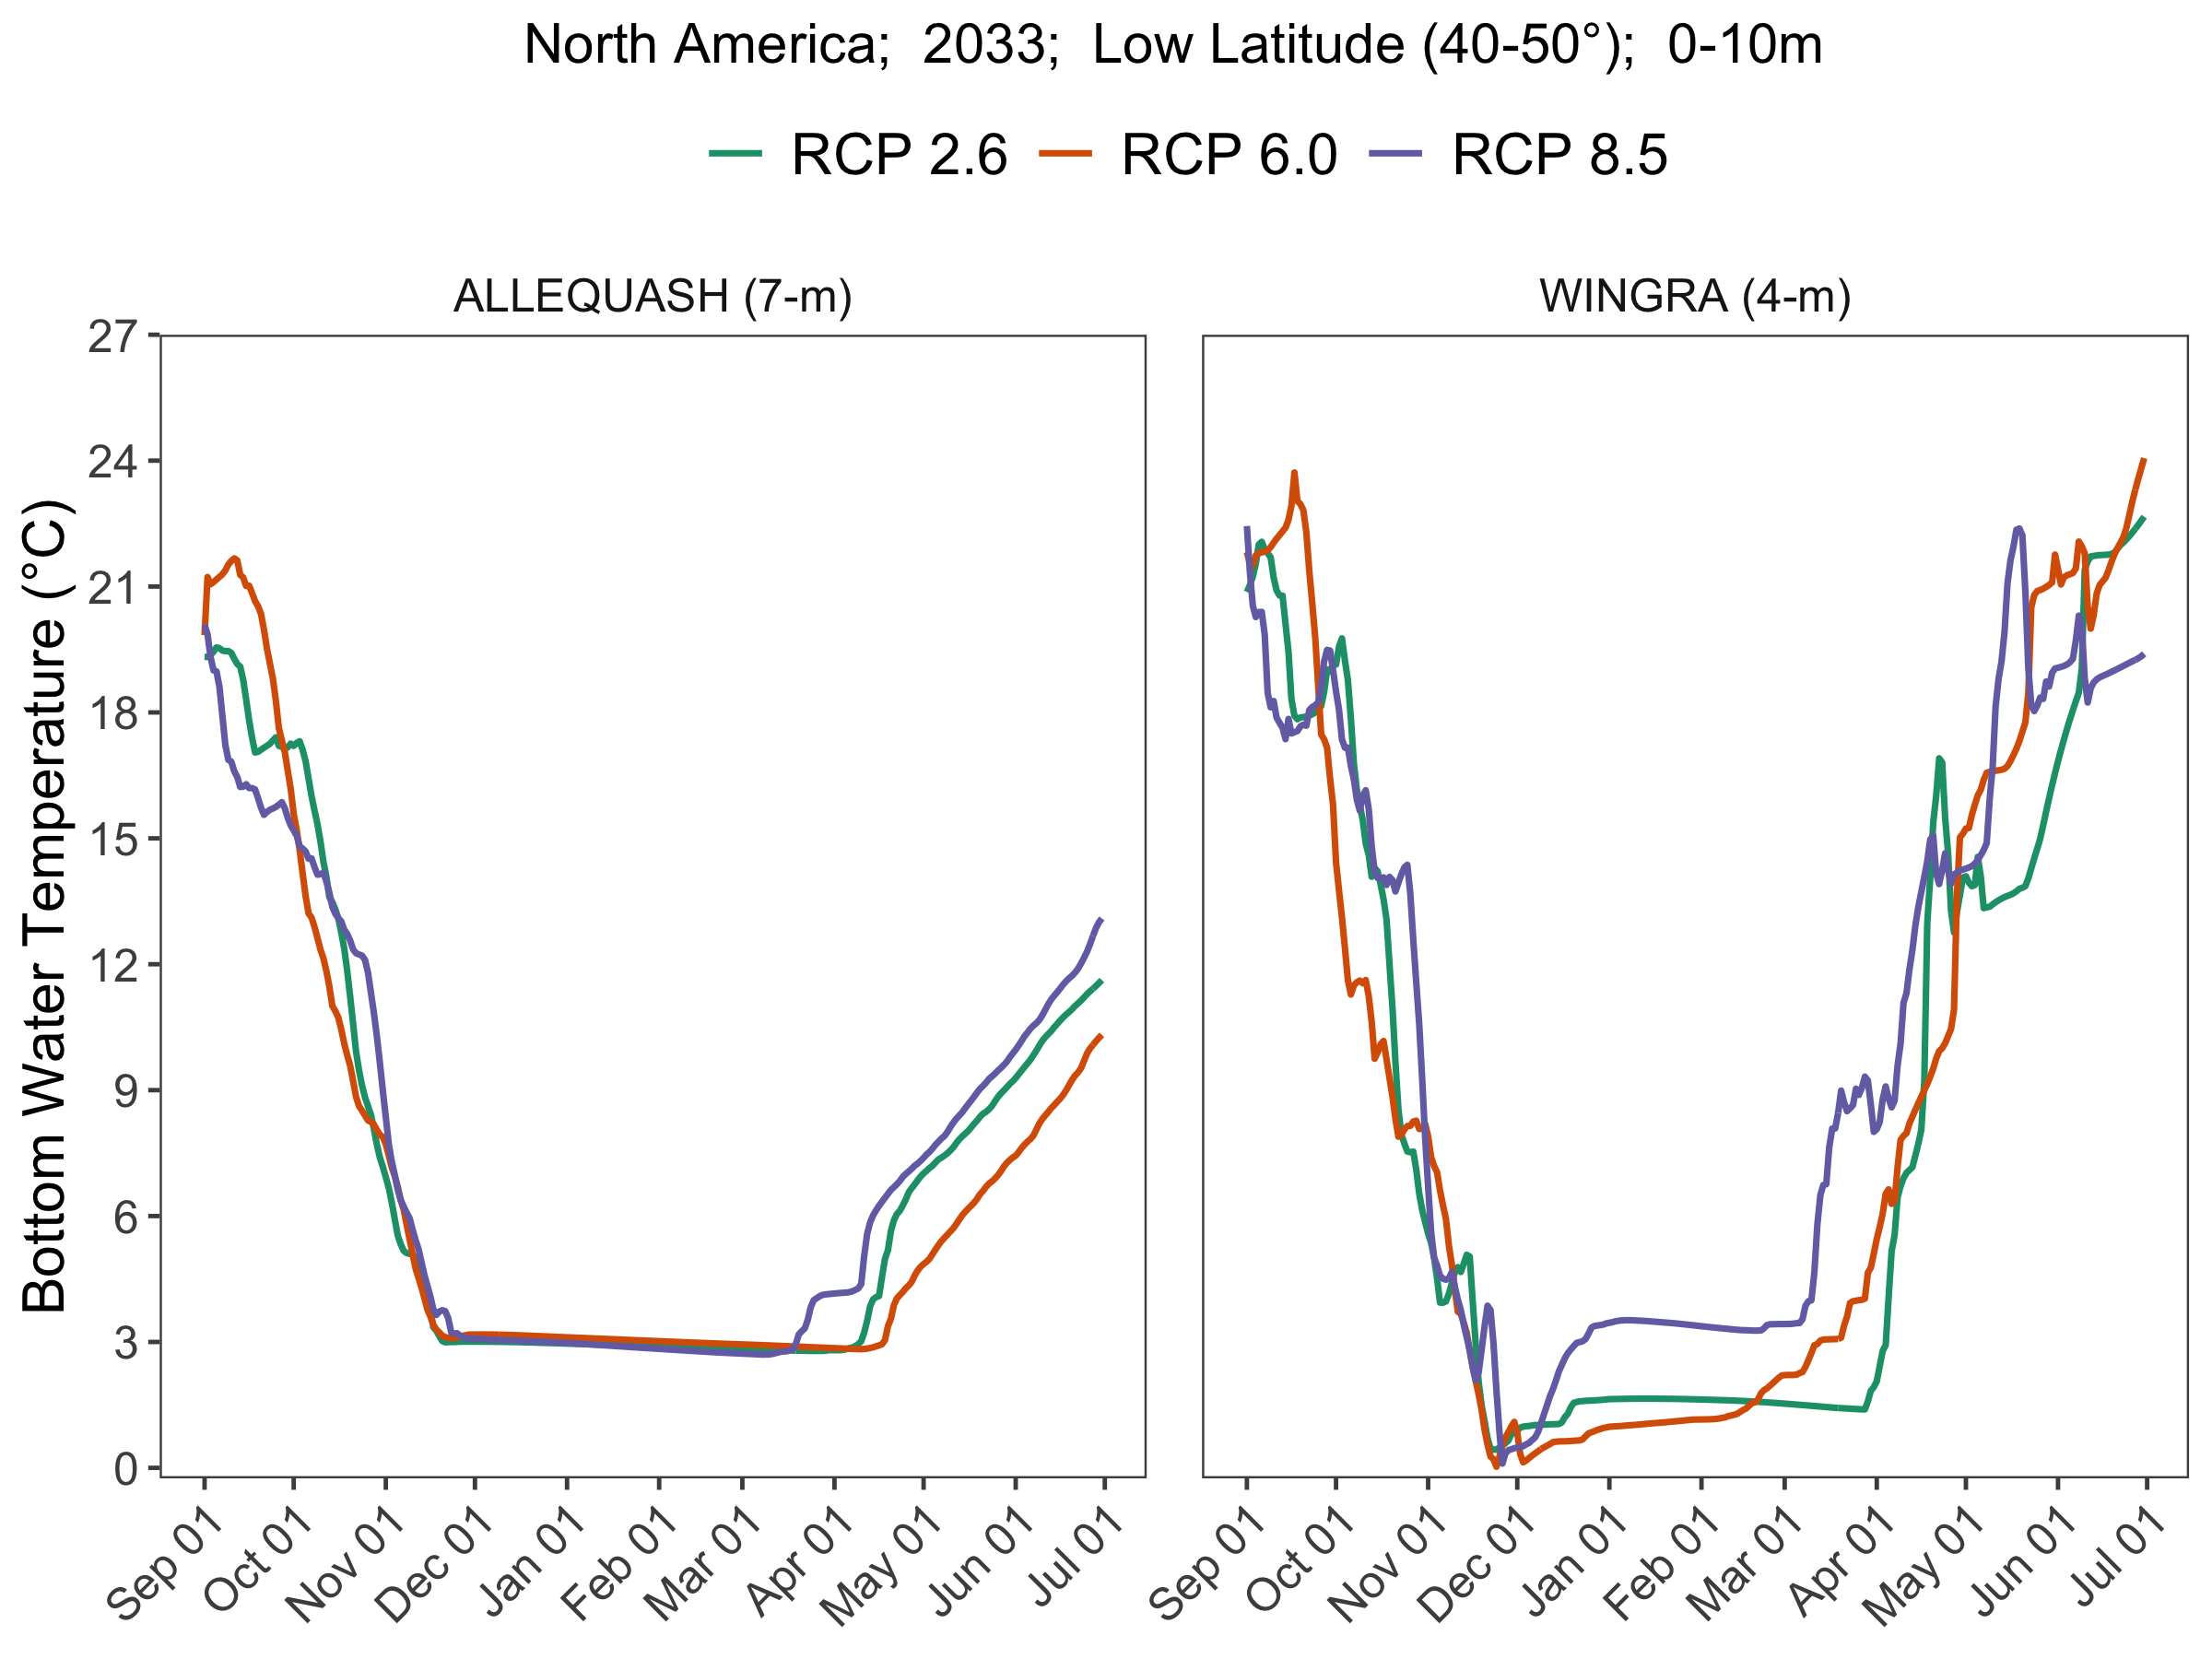 North America; 2033; Low Latitude (40-50°); 0-10m
RCP 2.6 RCP 6.0 RCP 8.5
ALLEQUASH (7-m) WINGRA (4-m)
Bottom Water Temperature (°C)
27
24
21
18
15
12
9
6
3
0
Sep 01 Oct 01 Nov 01 Dec 01 Jan 01 Feb 01 Mar 01 Apr 01 May 01 Jun 01 Jul 01
Sep 01 Oct 01 Nov 01 Dec 01 Jan 01 Feb 01 Mar 01 Apr 01 May 01 Jun 01 Jul 01